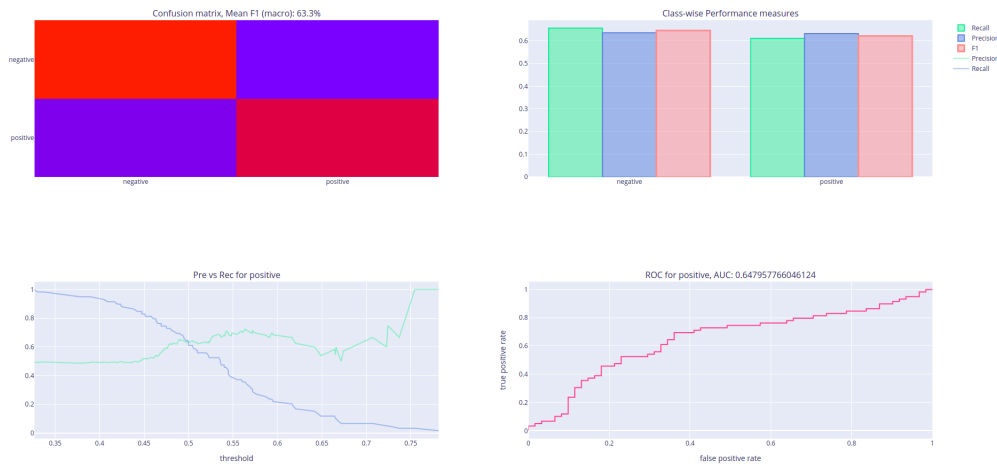 Confusion matrix, Mean F1 (macro): 63.3%
negative
positive
negative
positive
Class-wise Performance measures
0.6
0.5
0.4
0.3
0.2
0.1
0
negative
positive
Recall
Precision
F1
Precision
Recall
Pre vs Rec for positive
1
0.8
0.6
0.4
0.2
0
0.35
0.4
0.45
0.5
0.55
0.6
0.65
0.7
0.75
threshold
ROC for positive, AUC: 0.647957766046124
true positive rate
1
0.8
0.6
0.4
0.2
0
0
0.2
0.4
0.6
0.8
1
false positive rate